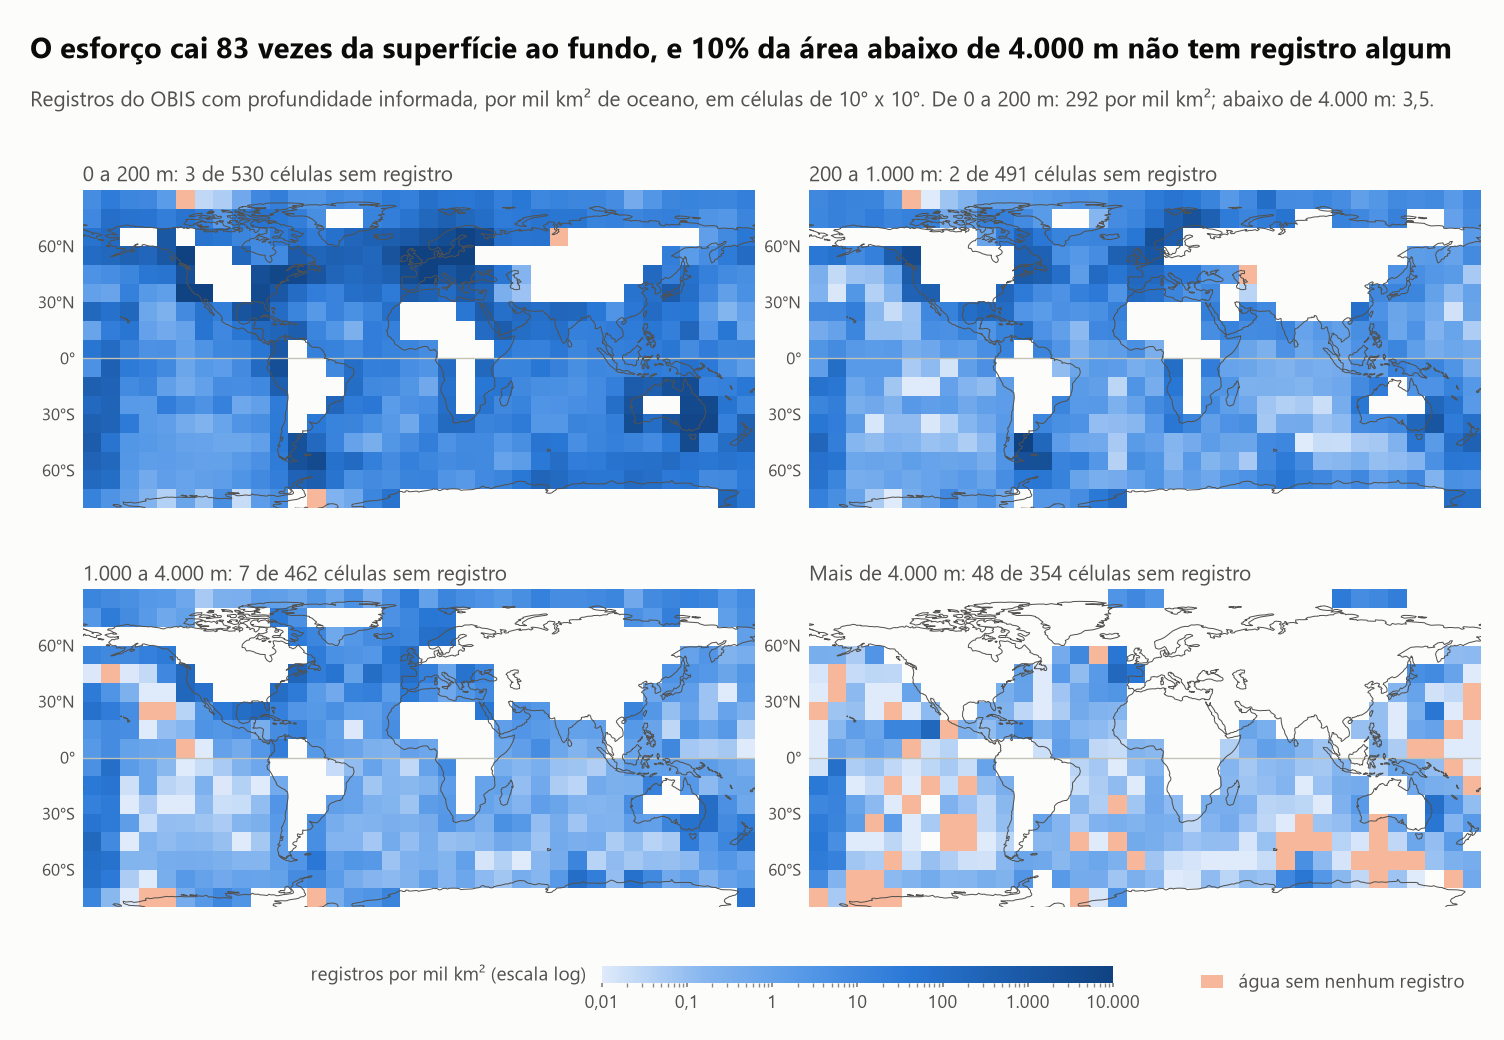 O esforço cai 83 vezes da superfície ao fundo, e 10% da área abaixo de 4.000 m não tem registro algum
Registros do OBIS com profundidade informada, por mil km² de oceano, em células de 10° x 10°. De 0 a 200 m: 292 por mil km²; abaixo de 4.000 m: 3,5.
0 a 200 m: 3 de 530 células sem registro
60°N
30°N
0°
30°S
60°S
200 a 1.000 m: 2 de 491 células sem registro
60°N
30°N
0°
30°S
60°S
1.000 a 4.000 m: 7 de 462 células sem registro
60°N
30°N
0°
30°S
60°S
Mais de 4.000 m: 48 de 354 células sem registro
60°N
30°N
0°
30°S
60°S
registros por mil km² (escala log)
0,01 0,1 1 10 100 1.000 10.000
água sem nenhum registro